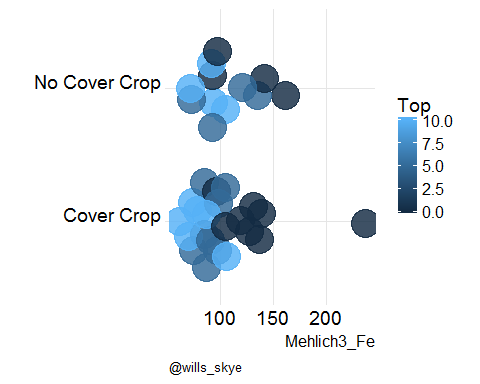 No Cover Crop
Cover Crop
100 150 200
Mehlich3_Fe
Top
10.0
7.5
5.0
2.5
0.0
@wills_skye